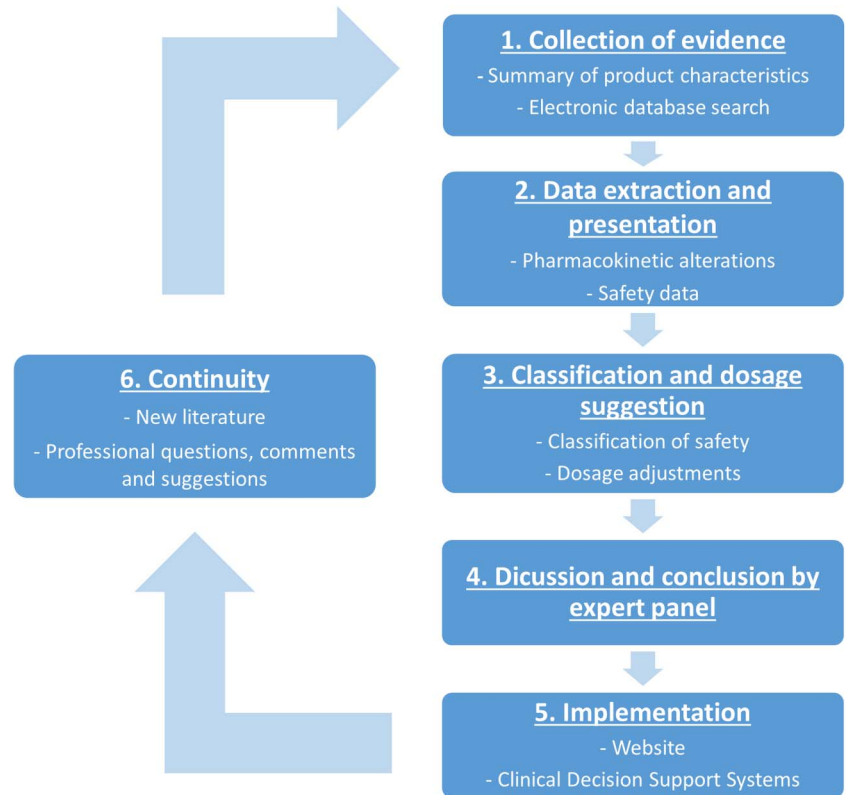 1. Collection of evidence
- Summary of product characteristics
- Electronic database search
2. Data extraction and
presentation
- Pharmacokinetic alterations
- Safety data
3. Classification and dosage
suggestion
- Classification of safety
- Dosage adjustments
4. Dicussion and conclusion by
expert panel
5. Implementation
- Website
- Clinical Decision Support Systems
6. Continuity
- New literature
- Professional questions, comments
and suggestions